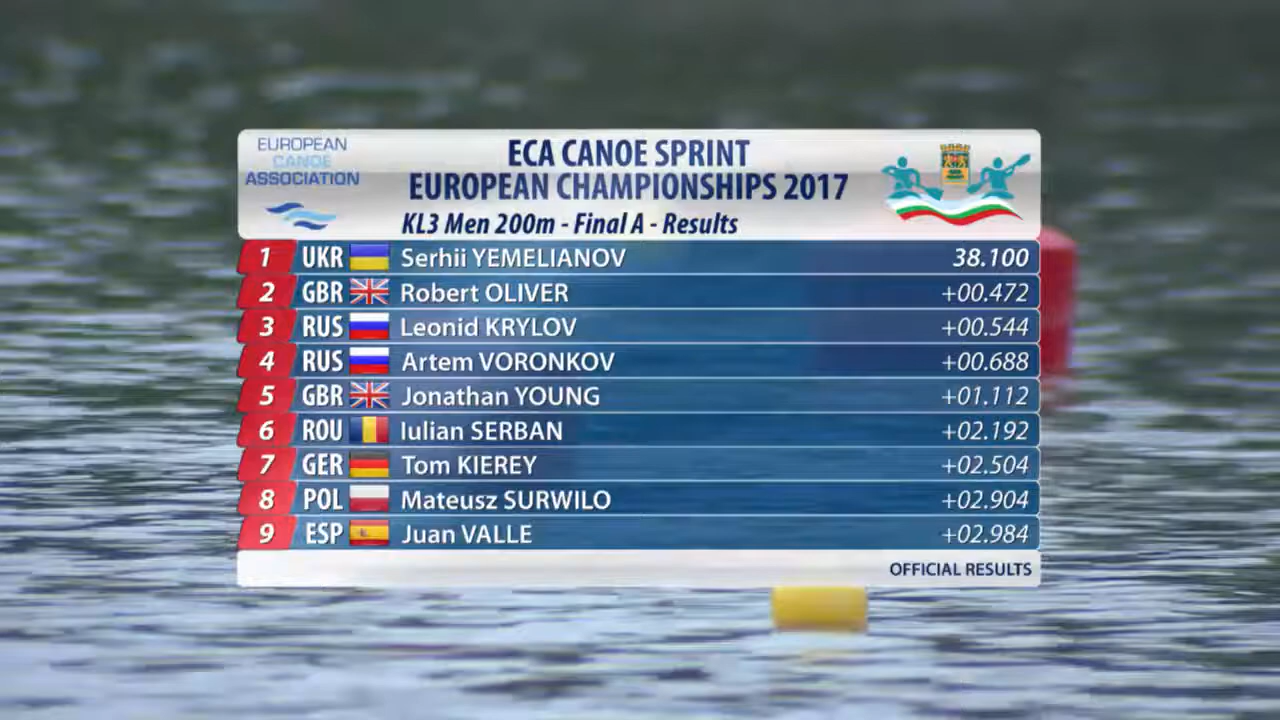 EUROPEAN
CANOE
ASSOCIATION
ECA CANOE SPRINT
EUROPEAN CHAMPIONSHIPS 2017
KL3 Men 200m - Final A - Results
1 UKR Serhii YEMELIANOV 38.100
2 GBR Robert OLIVER +00.472
3 RUS Leonid KRYLOV +00.544
4 RUS Artem VORONKOV +00.688
5 GBR Jonathan YOUNG +01.112
6 ROU Iulian SERBAN +02.192
7 GER Tom KIEREY +02.504
8 POL Mateusz SURWILO +02.904
9 ESP Juan VALLE +02.984
OFFICIAL RESULTS